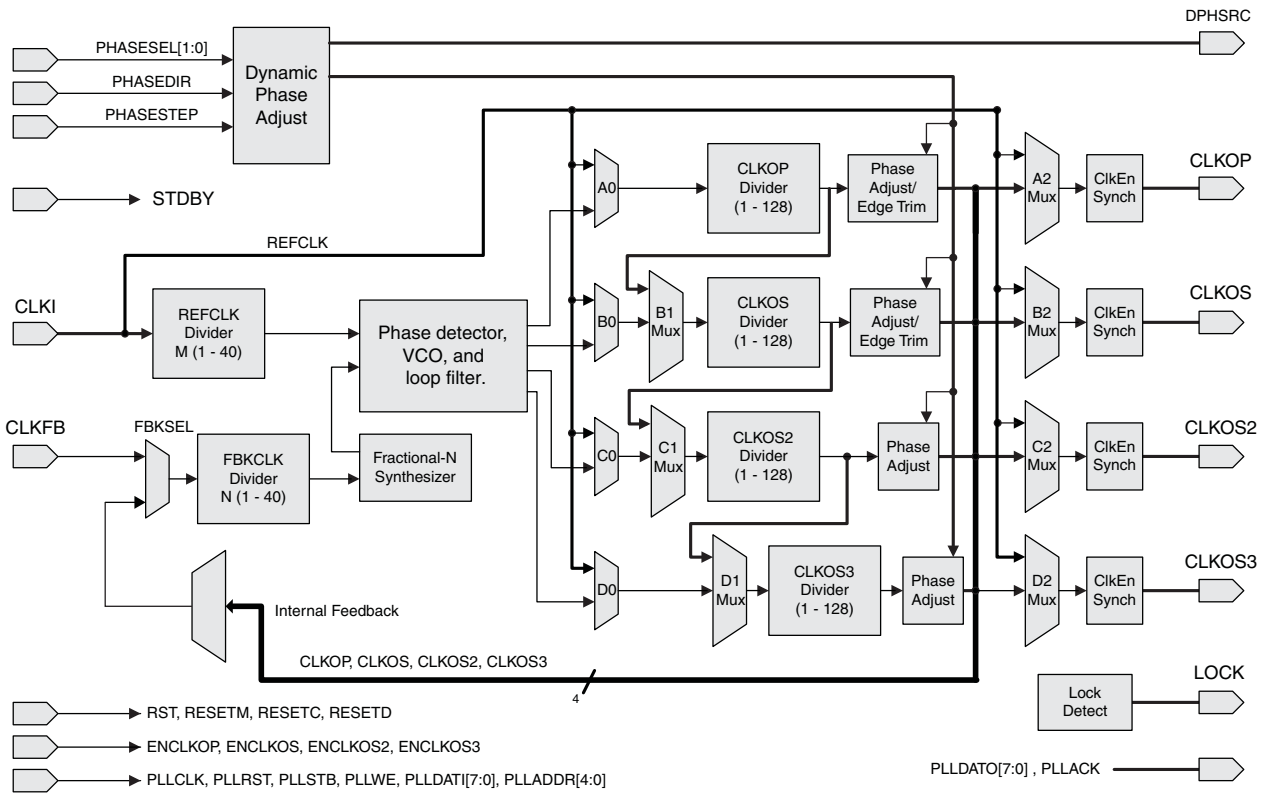 DPHSRC
PHASESEL[1:0]
PHASEDIR
PHASESTEP
Dynamic
Phase
Adjust
STDBY
REFCLK
CLKI
REFCLK
Divider
M (1 - 40)
Phase detector,
VCO, and
loop filter.
CLKFB
FBKSEL
FBKCLK
Divider
N (1 - 40)
Fractional-N
Synthesizer
A0
CLKOP
Divider
(1 - 128)
Phase
Adjust/
Edge Trim
A2
Mux
ClkEn
Synch
CLKOP
B0
B1
Mux
CLKOS
Divider
(1 - 128)
Phase
Adjust/
Edge Trim
B2
Mux
ClkEn
Synch
CLKOS
C0
C1
Mux
CLKOS2
Divider
(1 - 128)
Phase
Adjust
C2
Mux
ClkEn
Synch
CLKOS2
D0
D1
Mux
CLKOS3
Divider
(1 - 128)
Phase
Adjust
D2
Mux
ClkEn
Synch
CLKOS3
Internal Feedback
CLKOP, CLKOS, CLKOS2, CLKOS3
4
Lock
Detect
LOCK
RST, RESETM, RESETC, RESETD
ENCLKOP, ENCLKOS, ENCLKOS2, ENCLKOS3
PLLCLK, PLLRST, PLLSTB, PLLWE, PLLDATI[7:0], PLLADDR[4:0]
PLLDATO[7:0] , PLLACK